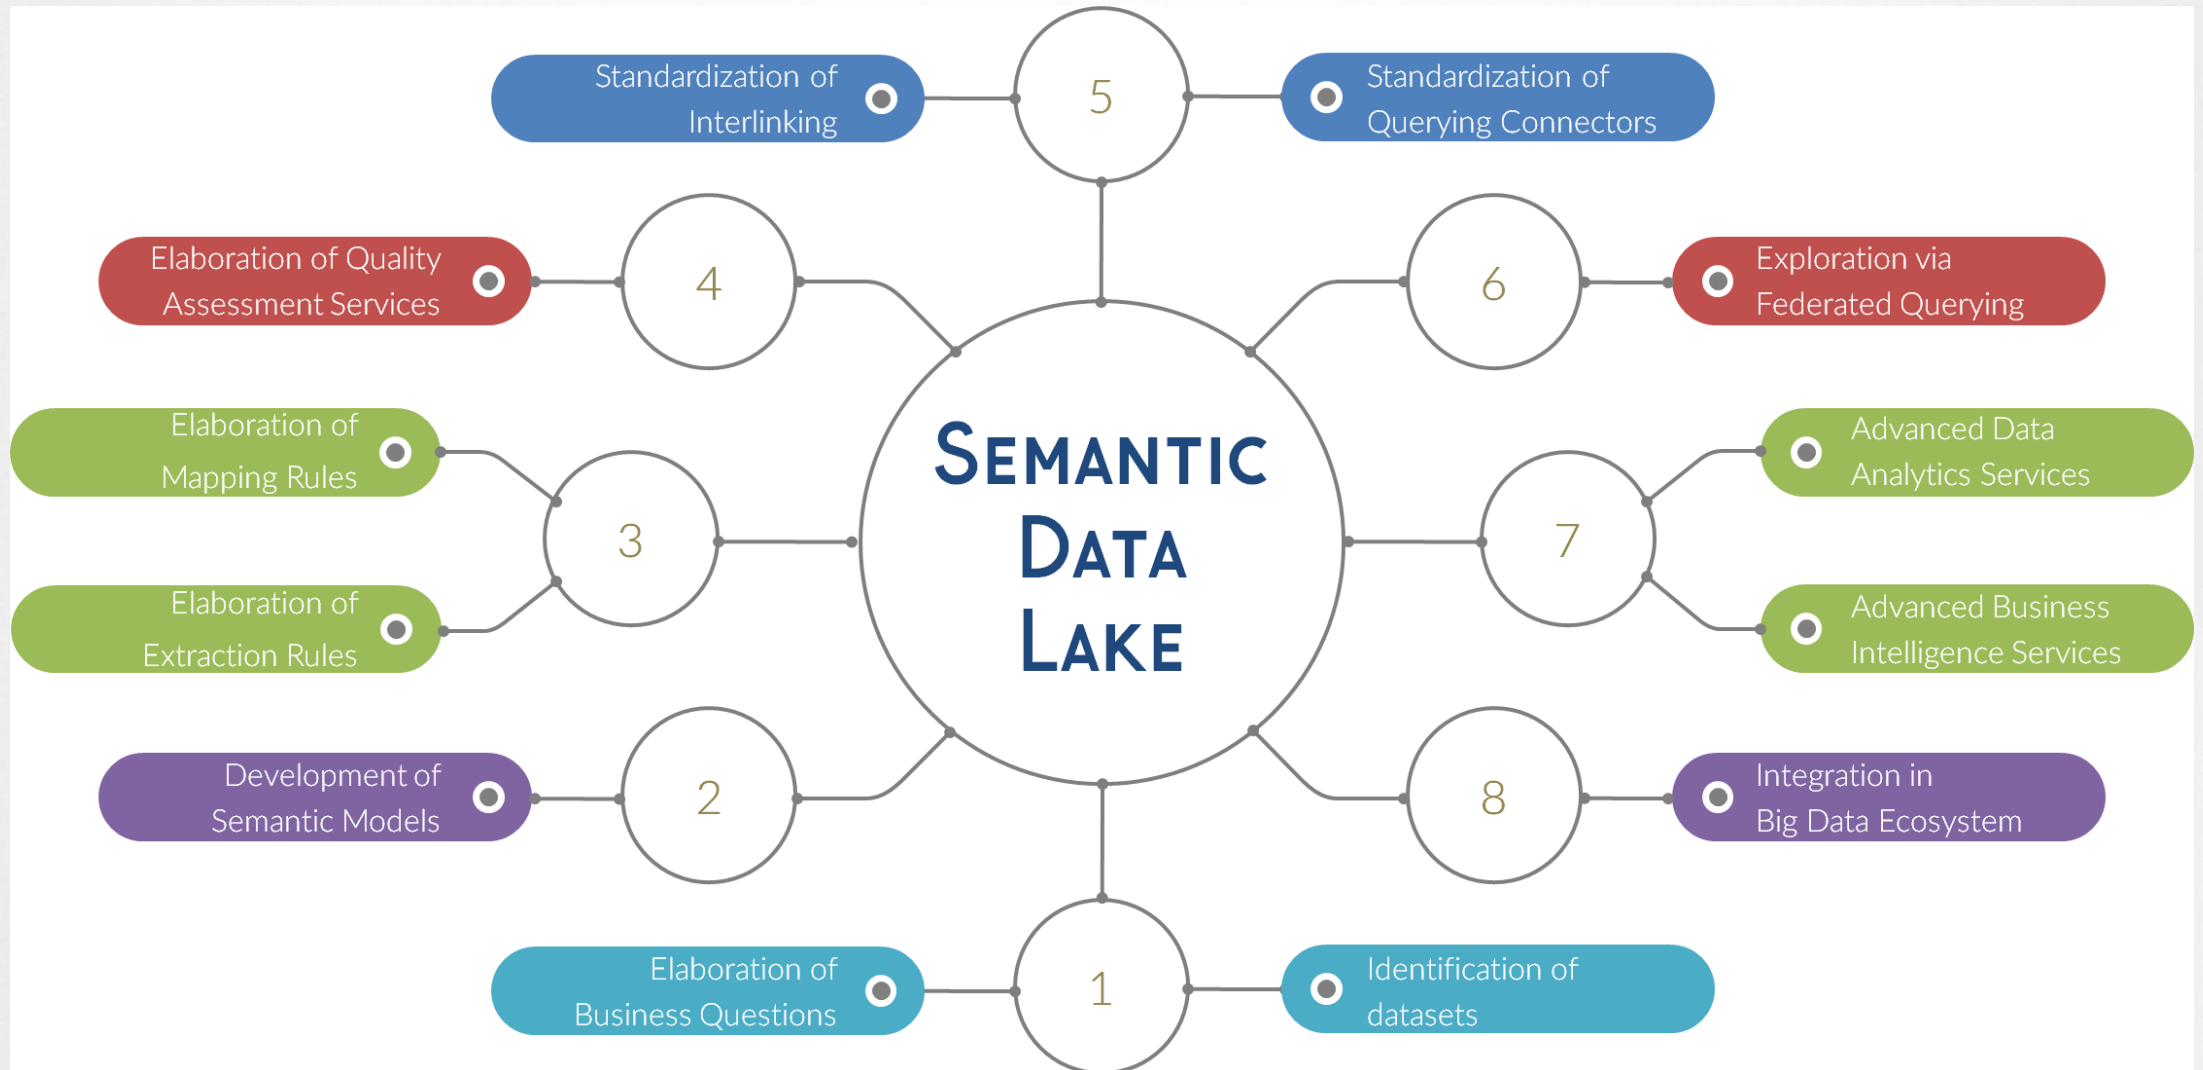 Standardization of
Interlinking
5
Standardization of
Querying Connectors
Elaboration of Quality
Assessment Services
4
6
Exploration via
Federated Querying
Elaboration of
Mapping Rules
Elaboration of
Extraction Rules
3
SEMANTIC
DATA
LAKE
7
Advanced Data
Analytics Services
Advanced Business
Intelligence Services
Development of
Semantic Models
2
8
Integration in
Big Data Ecosystem
Elaboration of
Business Questions
1
Identification of
datasets